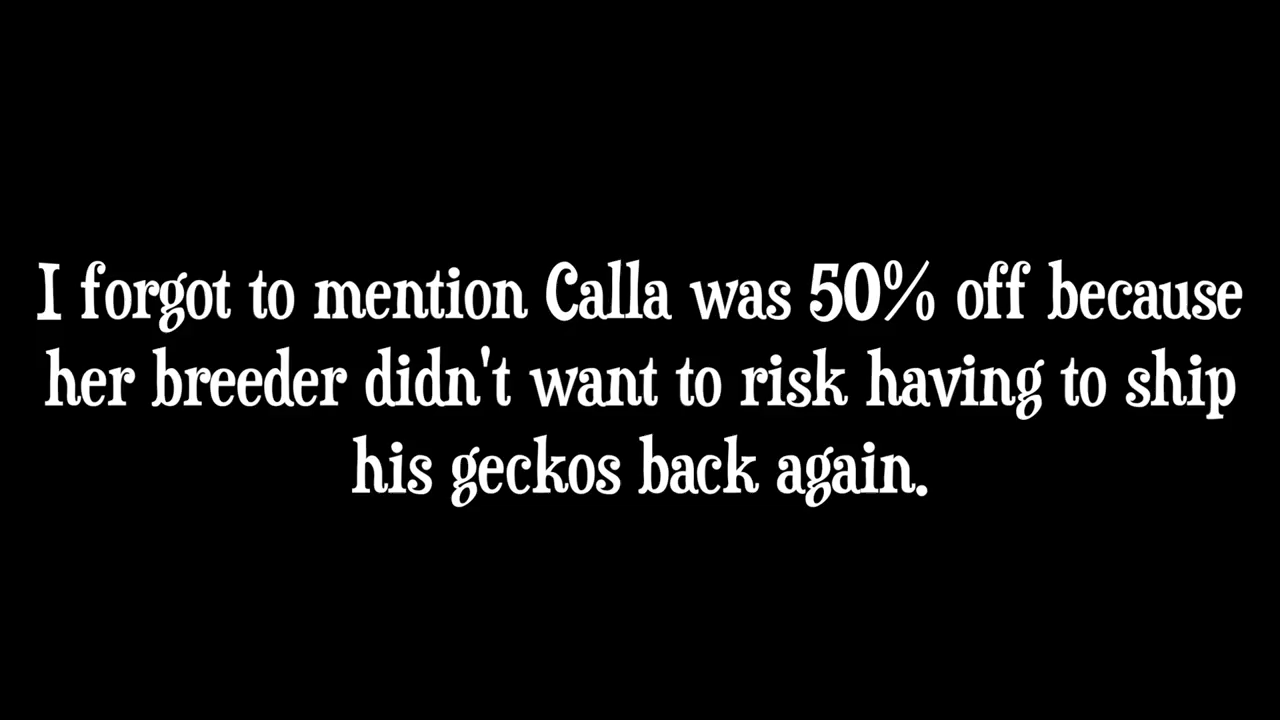 I forgot to mention Calla was 50% off because
her breeder didn't want to risk having to ship
his geckos back again.